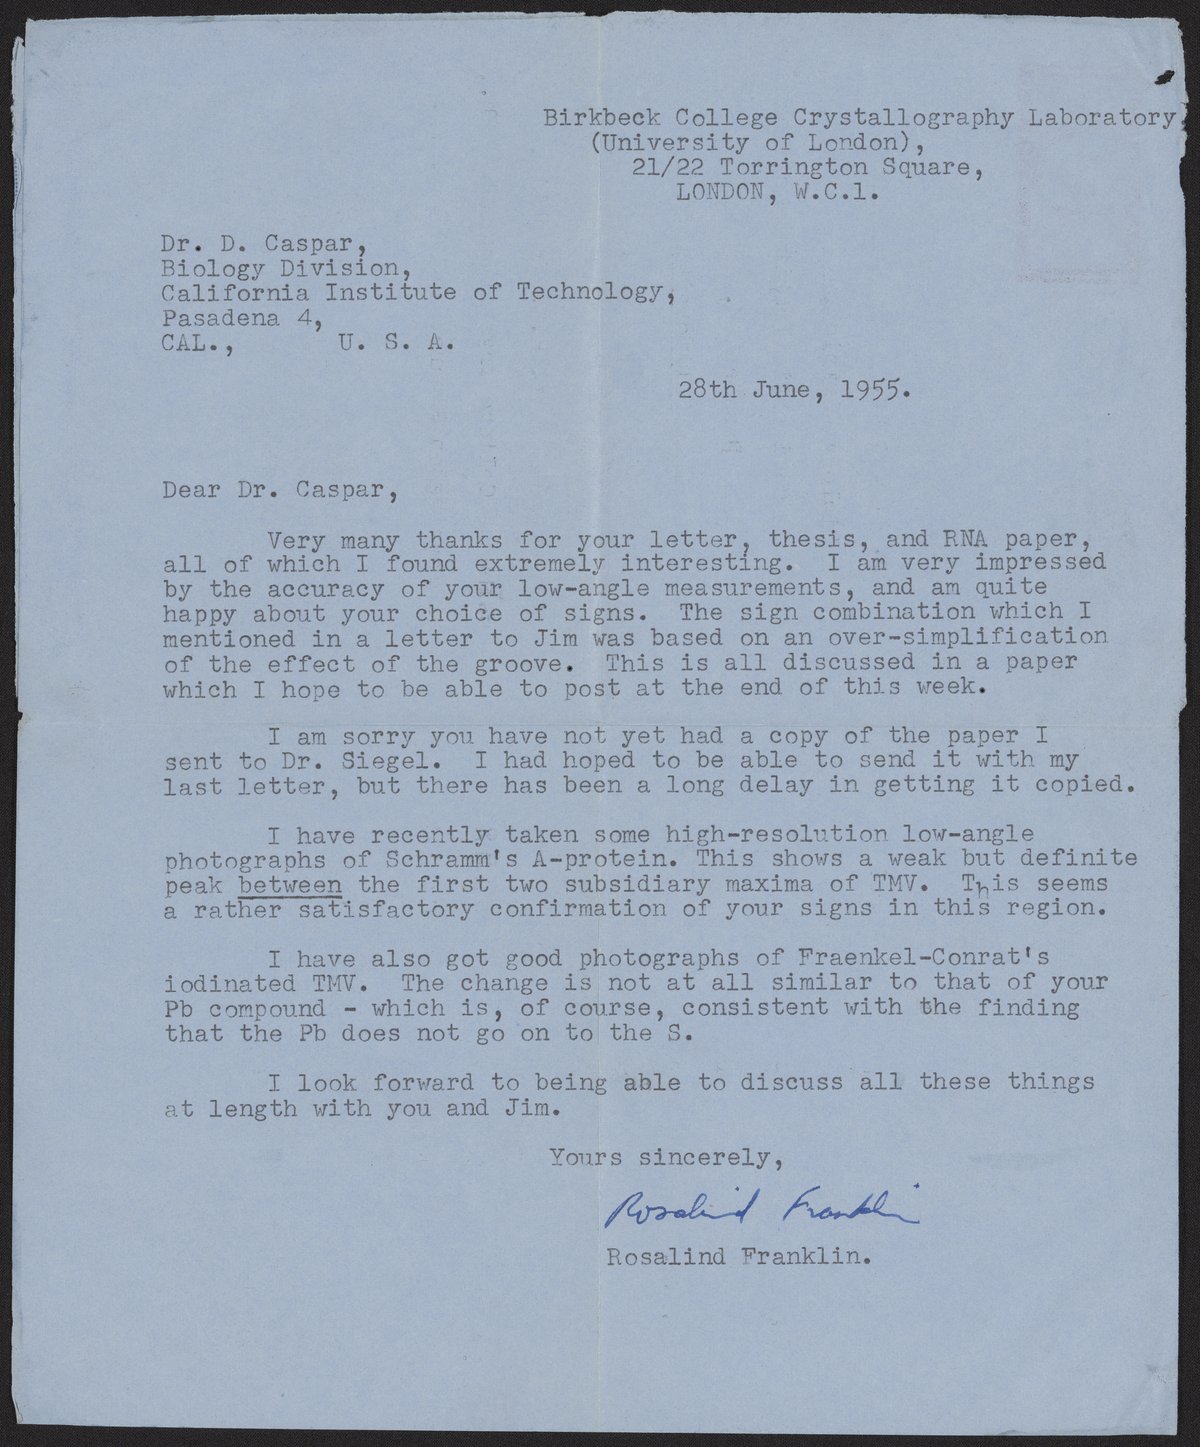 Birkbeck College Crystallography Laboratory,
(University of London),
21/22 Torrington Square,
LONDON, W.C.1.
Dr. D. Caspar,
Biology Division,
California Institute of Technology,
Pasadena 4,
CAL., U. S. A.
28th June, 1955.
Dear Dr. Caspar,
Very many thanks for your letter, thesis, and RNA paper,
all of which I found extremely interesting. I am very impressed
by the accuracy of your low-angle measurements, and am quite
happy about your choice of signs. The sign combination which I
mentioned in a letter to Jim was based on an over-simplification
of the effect of the groove. This is all discussed in a paper
which I hope to be able to post at the end of this week.
I am sorry you have not yet had a copy of the paper I
sent to Dr. Siegel. I had hoped to be able to send it with my
last letter, but there has been a long delay in getting it copied.
I have recently taken some high-resolution low-angle
photographs of Schramm's A-protein. This shows a weak but definite
peak between the first two subsidiary maxima of TMV. This seems
a rather satisfactory confirmation of your signs in this region.
I have also got good photographs of Fraenkel-Conrat's
iodinated TMV. The change is not at all similar to that of your
Pb compound - which is, of course, consistent with the finding
that the Pb does not go on to the S.
I look forward to being able to discuss all these things
at length with you and Jim.
Yours sincerely,
Rosalind Franklin
Rosalind Franklin.